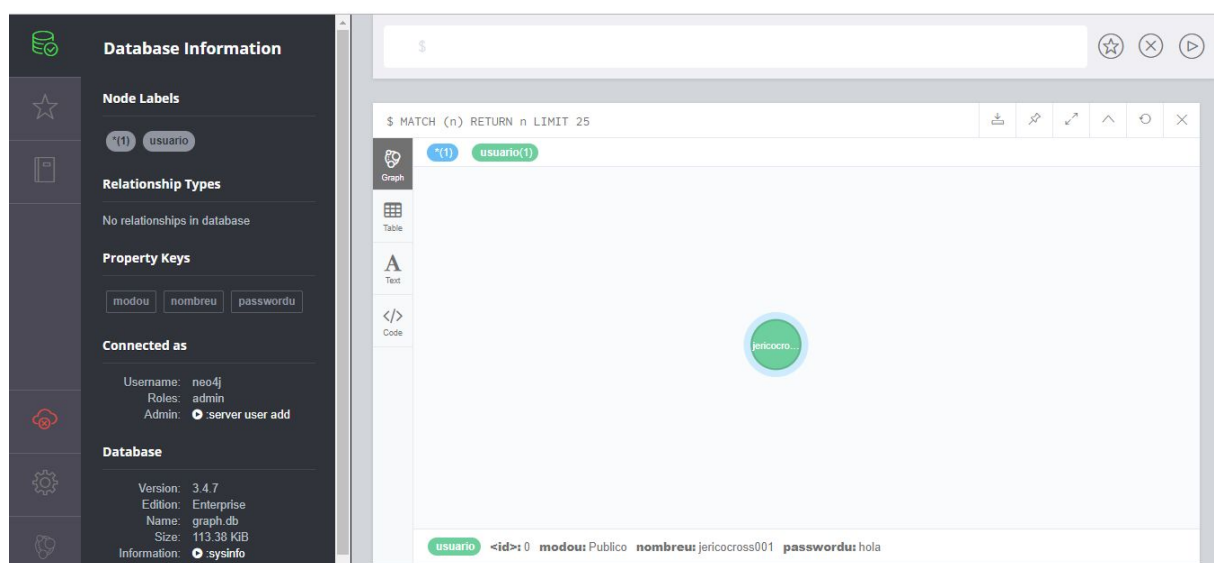 Database Information
Node Labels
*(1) usuario
Relationship Types
No relationships in database
Property Keys
modou nombreu passwordu
Connected as
Username: neo4j
Roles: admin
Admin: :server user add
Database
Version: 3.4.7
Edition: Enterprise
Name: graph.db
Size: 113.38 KiB
Information: :sysinfo
$
$ MATCH (n) RETURN n LIMIT 25
*(1) usuario(1)
Graph
Table
A
Text
</>
Code
jericocro...
usuario <id>: 0 modou: Publico nombreu: jericocross001 passwordu: hola